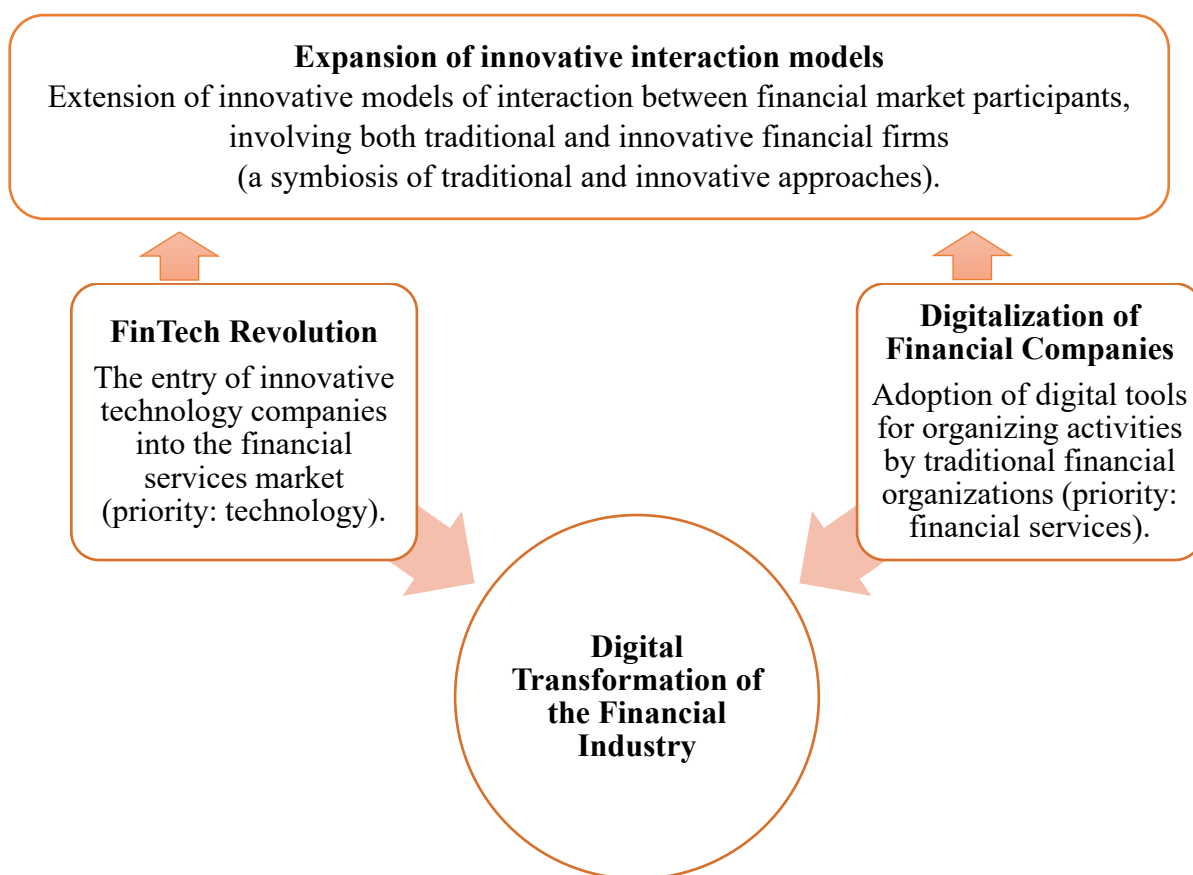 Expansion of innovative interaction models
Extension of innovative models of interaction between financial market participants,
involving both traditional and innovative financial firms
(a symbiosis of traditional and innovative approaches).
FinTech Revolution
The entry of innovative
technology companies
into the financial
services market
(priority: technology).
Digitalization of
Financial Companies
Adoption of digital tools
for organizing activities
by traditional financial
organizations (priority:
financial services).
Digital
Transformation of
the Financial
Industry